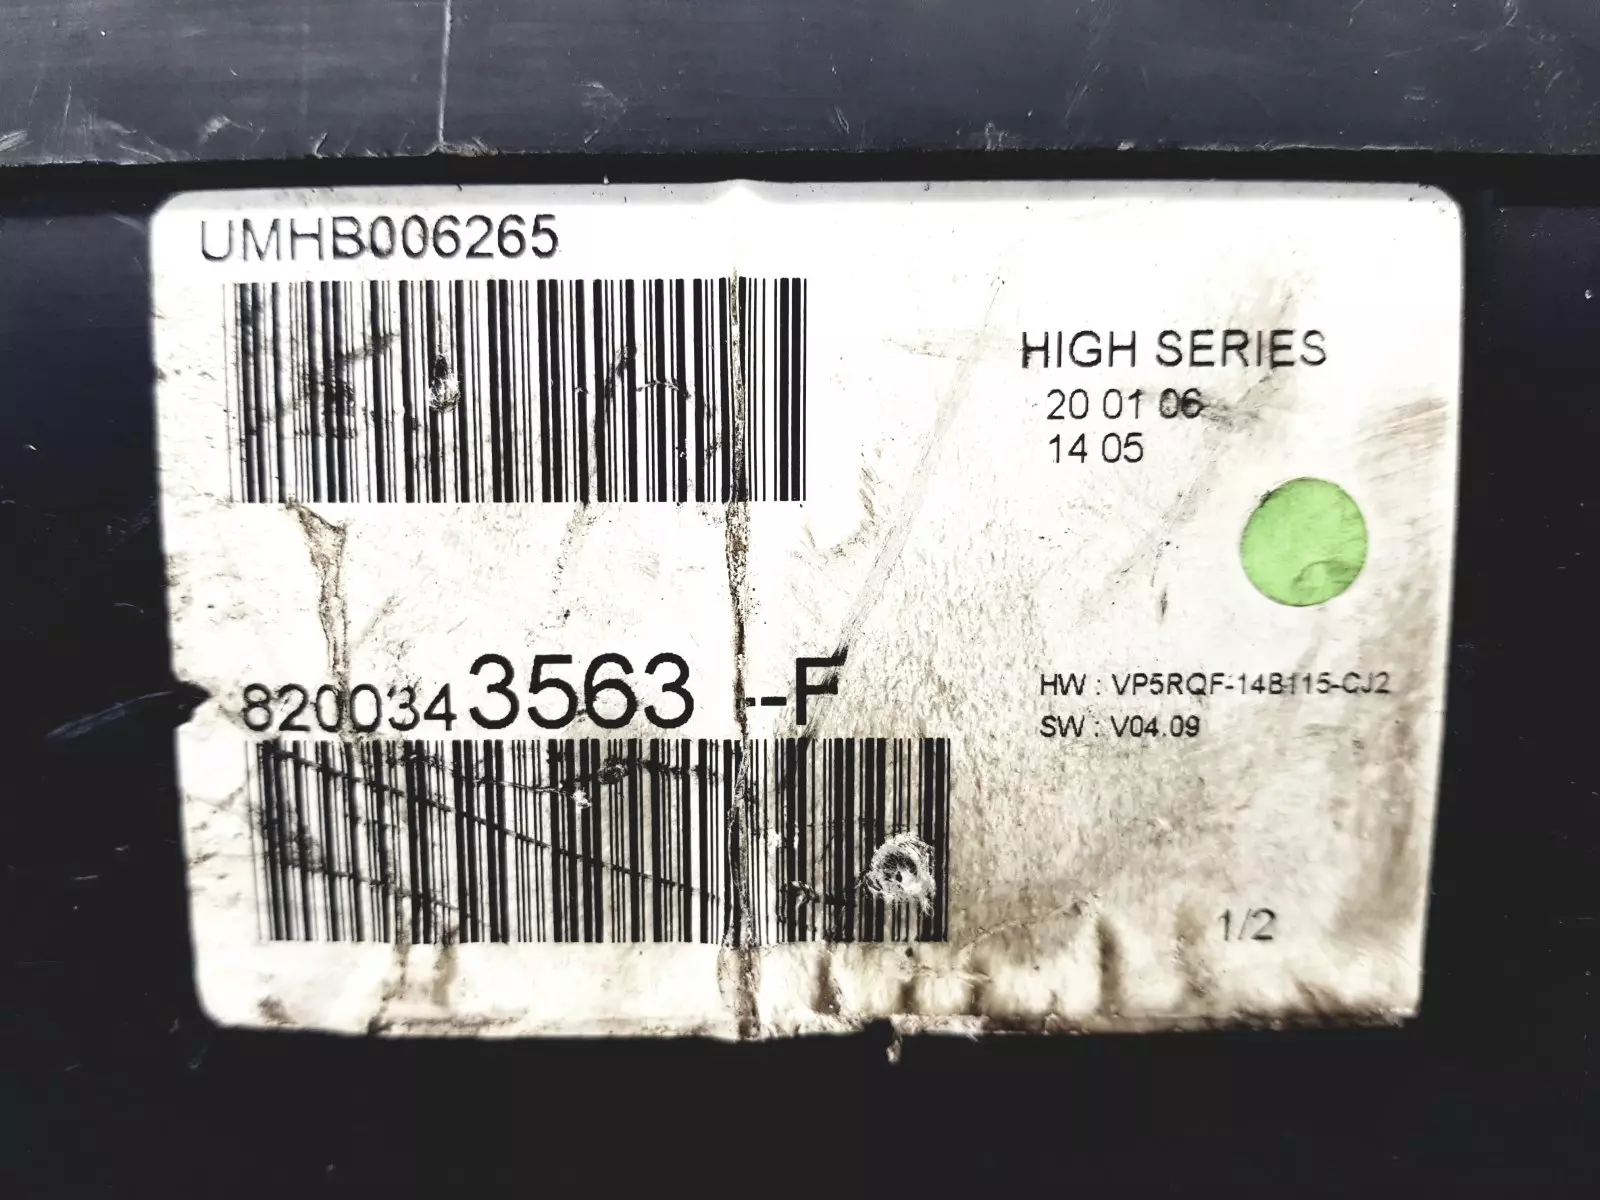 UMHB006265
HIGH SERIES
20 01 06
14 05
8200343563 --F
HW : VP5RQF-14B115-CJ2
SW : V04.09
1/2